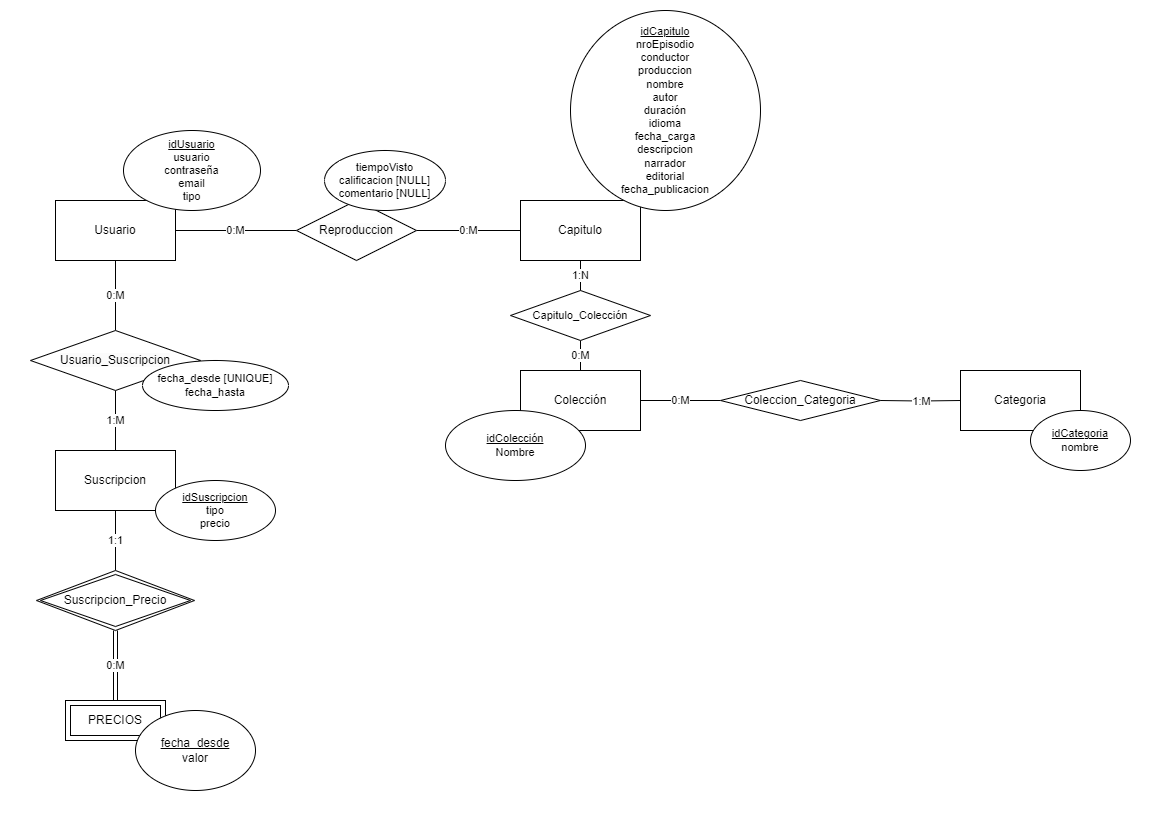 idCapitulo
nroEpisodio
conductor
produccion
nombre
autor
duración
idioma
fecha_carga
descripcion
narrador
editorial
fecha_publicacion
idUsuario
usuario
contraseña
email
tipo
tiempoVisto
calificacion [NULL]
comentario [NULL]
Usuario
0:M
Reproduccion
0:M
Capitulo
1:N
0:M
Capitulo_Colección
0:M
Usuario_Suscripcion
fecha_desde [UNIQUE]
fecha_hasta
Colección
0:M
Coleccion_Categoria
1:M
Categoria
1:M
idColección
Nombre
idCategoria
nombre
Suscripcion
idSuscripcion
tipo
precio
1:1
Suscripcion_Precio
0:M
PRECIOS
fecha_desde
valor